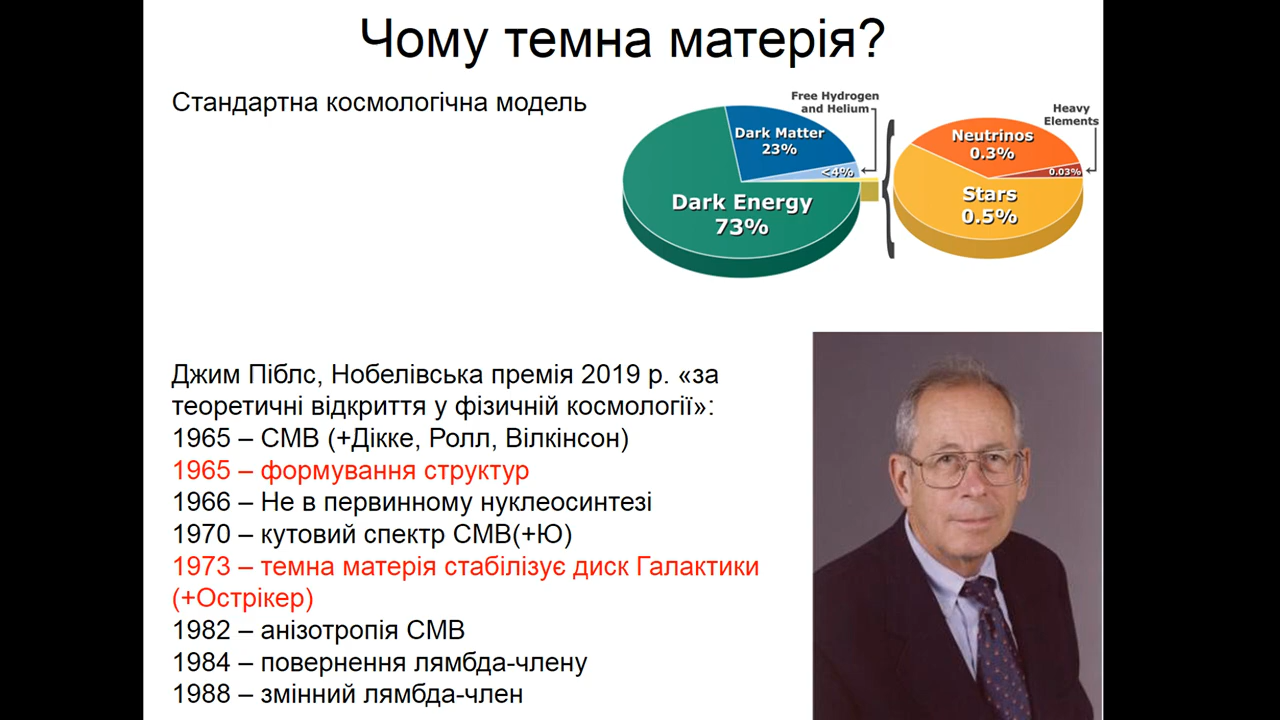 Чому темна матерія?
Стандартна космологічна модель
Free Hydrogen
and Helium
Heavy
Elements
Dark Matter
23%
<4%
Dark Energy
73%
Neutrinos
0.3%
0.03%
Stars
0.5%
Джим Піблс, Нобелівська премія 2019 р. «за
теоретичні відкриття у фізичній космології»:
1965 – СМВ (+Дікке, Ролл, Вілкінсон)
1965 – формування структур
1966 – Не в первинному нуклеосинтезі
1970 – кутовий спектр СМВ(+Ю)
1973 – темна матерія стабілізує диск Галактики
(+Острікер)
1982 – анізотропія СМВ
1984 – повернення лямбда-члену
1988 – змінний лямбда-член